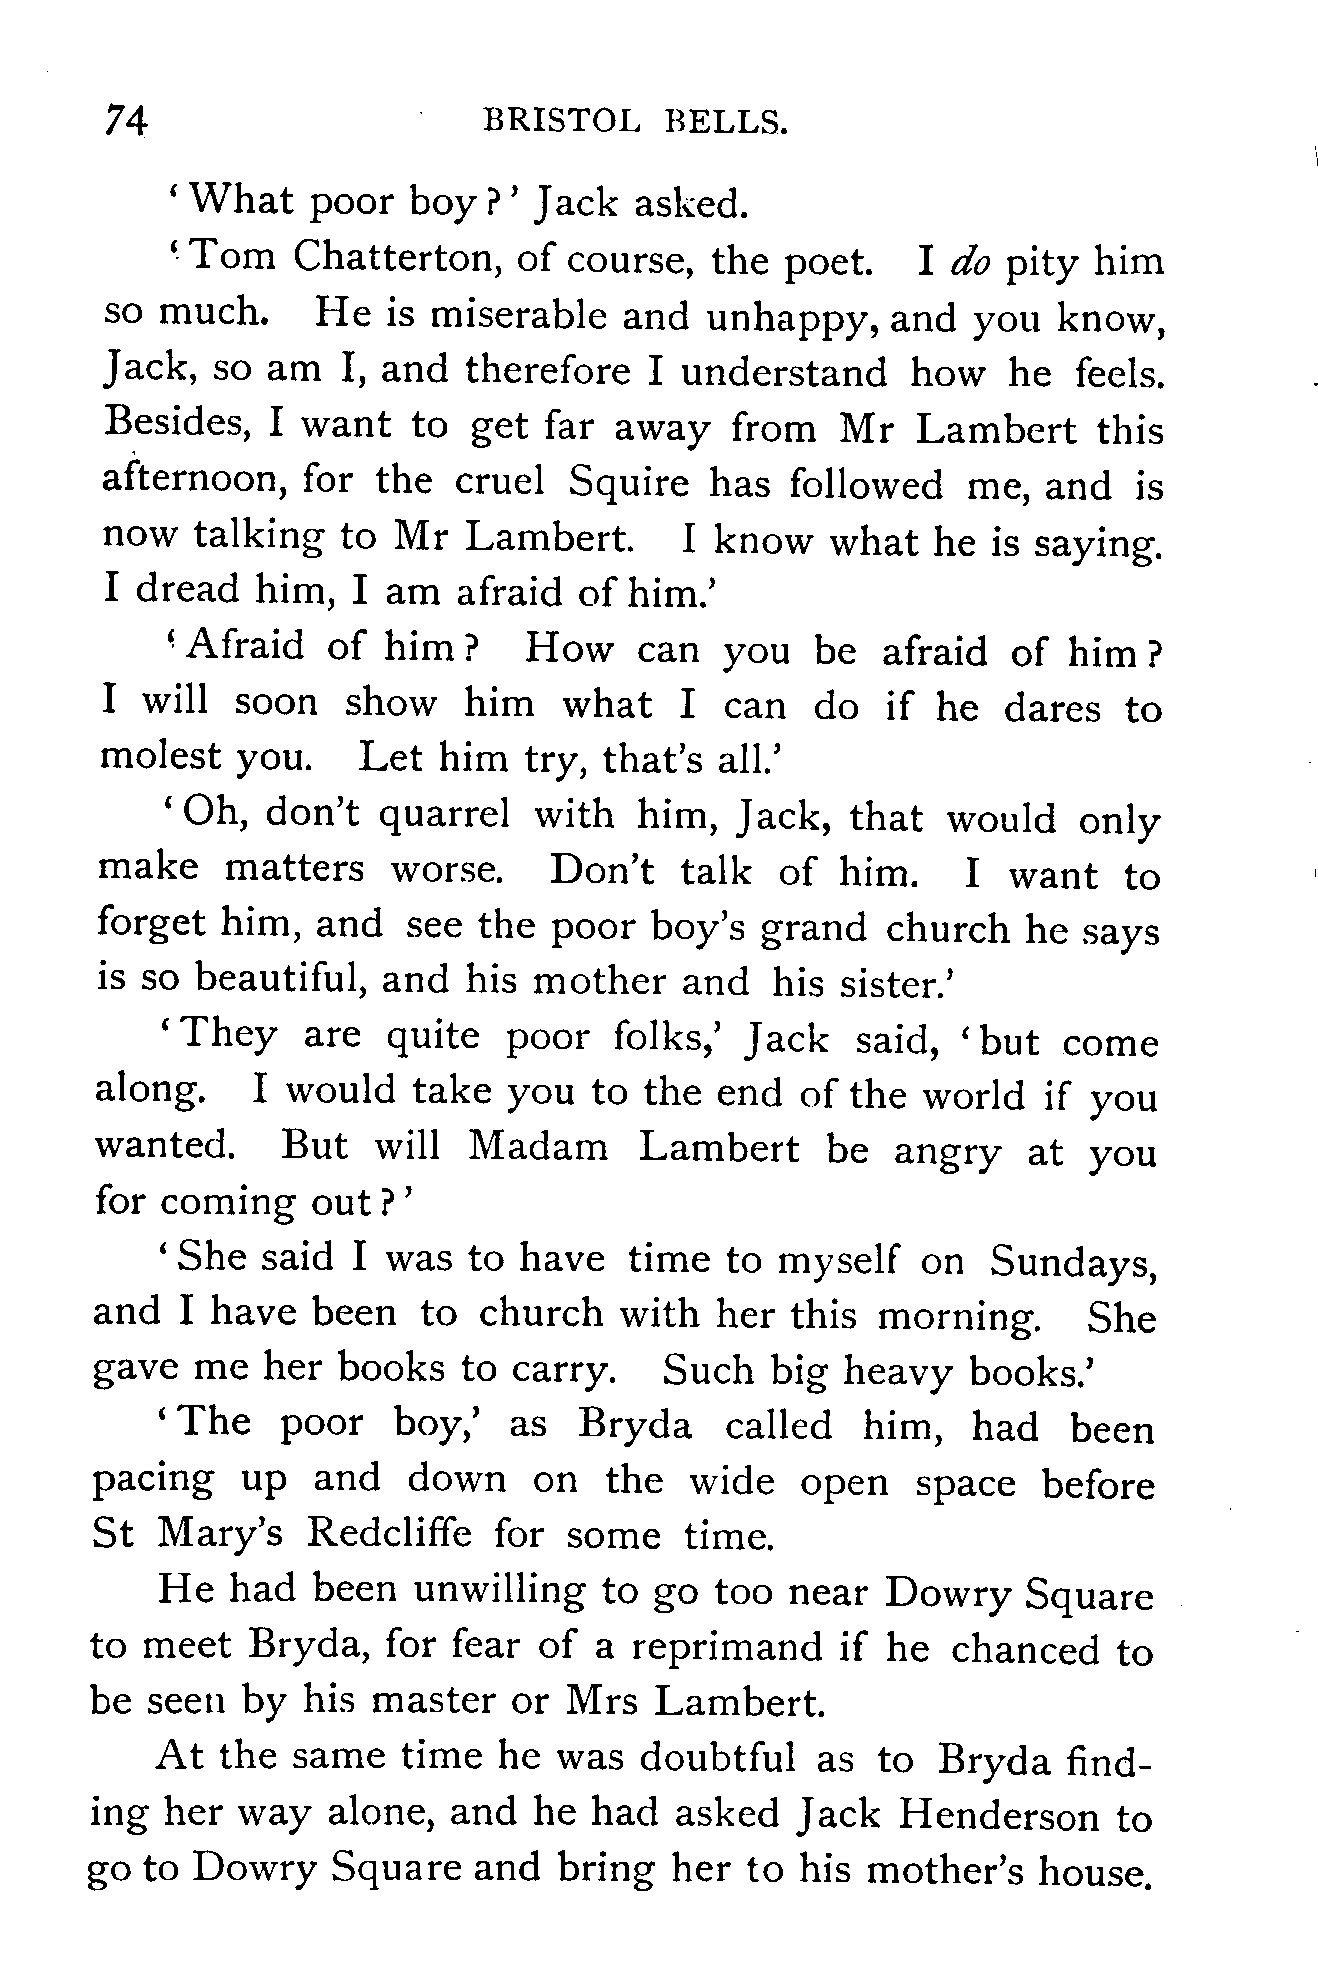 74 BRISTOL BELLS.
‘ What poor boy ? ’ Jack asked.
‘ Tom Chatterton, of course, the poet. I do pity him
so much. He is miserable and unhappy, and you know,
Jack, so am I, and therefore I understand how he feels.
Besides, I want to get far away from Mr Lambert this
afternoon, for the cruel Squire has followed me, and is
now talking to Mr Lambert. I know what he is saying.
I dread him, I am afraid of him.’
‘ Afraid of him ? How can you be afraid of him ?
I will soon show him what I can do if he dares to
molest you. Let him try, that’s all.’
‘ Oh, don’t quarrel with him, Jack, that would only
make matters worse. Don’t talk of him. I want to
forget him, and see the poor boy’s grand church he says
is so beautiful, and his mother and his sister.’
‘ They are quite poor folks,’ Jack said, ‘ but come
along. I would take you to the end of the world if you
wanted. But will Madam Lambert be angry at you
for coming out ? ’
‘ She said I was to have time to myself on Sundays,
and I have been to church with her this morning. She
gave me her books to carry. Such big heavy books.’
‘ The poor boy,’ as Bryda called him, had been
pacing up and down on the wide open space before
St Mary’s Redcliffe for some time.
He had been unwilling to go too near Dowry Square
to meet Bryda, for fear of a reprimand if he chanced to
be seen by his master or Mrs Lambert.
At the same time he was doubtful as to Bryda find-
ing her way alone, and he had asked Jack Henderson to
go to Dowry Square and bring her to his mother’s house.